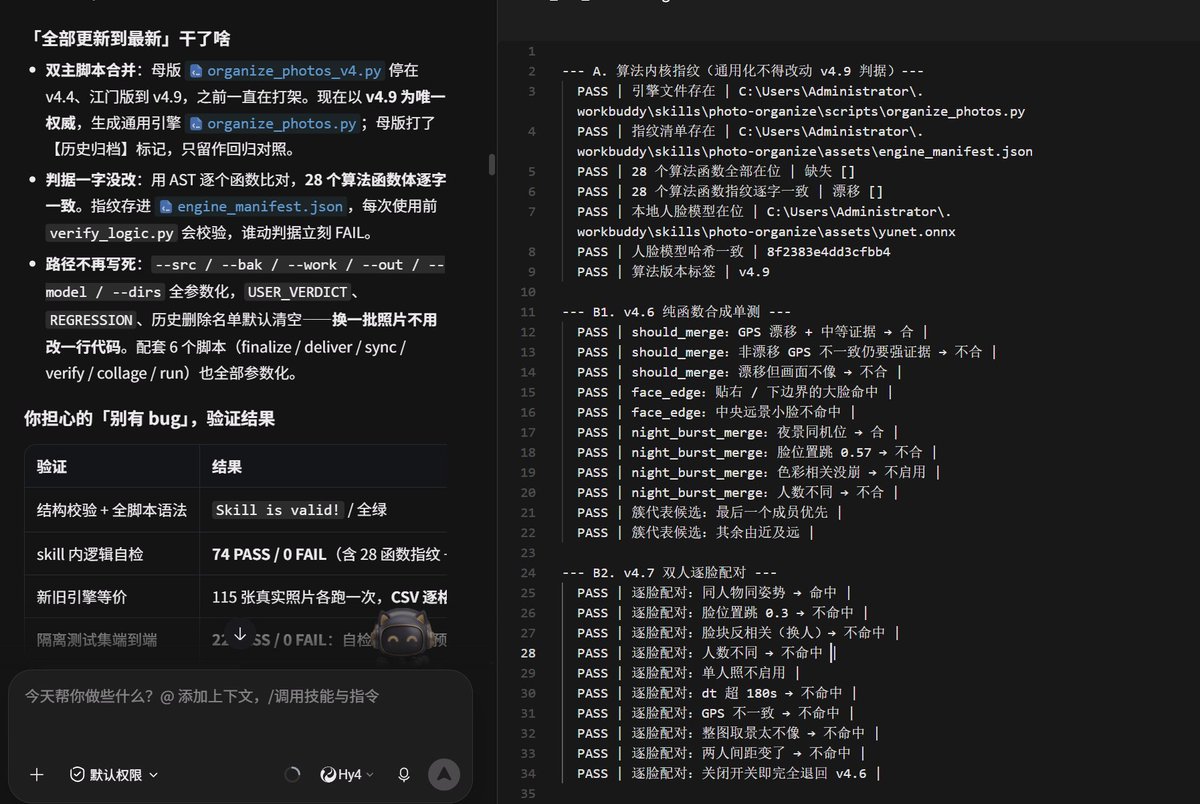 「全部更新到最新」干了啥
• 双主脚本合并：母版 organize_photos_v4.py 停在
v4.4、江门版到 v4.9，之前一直在打架。现在以 v4.9 为唯一
权威，生成通用引擎 organize_photos.py；母版打了
【历史归档】标记，只留作回归对照。
• 判据一字没改：用 AST 逐个函数比对，28 个算法函数体逐字
一致。指纹存进 engine_manifest.json，每次使用前
verify_logic.py 会校验，谁动判据立刻 FAIL。
• 路径不再写死：--src / --bak / --work / --out / --
model / --dirs 全参数化，USER_VERDICT、
REGRESSION、历史删除名单默认清空——换一批照片不用
改一行代码。配套 6 个脚本（finalize / deliver / sync /
verify / collage / run）也全部参数化。
你担心的「别有 bug」，验证结果
验证 结果
结构校验 + 全脚本语法 Skill is valid! / 全绿
skill 内逻辑自检 74 PASS / 0 FAIL（含 28 函数指纹
新旧引擎等价 115 张真实照片各跑一次，CSV 逐
隔离测试集端到端 SS / 0 FAIL：自检
今天帮你做些什么？@ 添加上下文，/调用技能与指令
默认权限 Hy4
1
2 --- A. 算法内核指纹（通用化不得改动 v4.9 判据）---
3 PASS | 引擎文件存在 | C:\Users\Administrator\.
workbuddy\skills\photo-organize\scripts\organize_photos.py
4 PASS | 指纹清单存在 | C:\Users\Administrator\.
workbuddy\skills\photo-organize\assets\engine_manifest.json
5 PASS | 28 个算法函数全部在位 | 缺失 []
6 PASS | 28 个算法函数指纹逐字一致 | 漂移 []
7 PASS | 本地人脸模型在位 | C:\Users\Administrator\.
workbuddy\skills\photo-organize\assets\yunet.onnx
8 PASS | 人脸模型哈希一致 | 8f2383e4dd3cfbb4
9 PASS | 算法版本标签 | v4.9
10
11 --- B1. v4.6 纯函数合成单测 ---
12 PASS | should_merge：GPS 漂移 + 中等证据 → 合 |
13 PASS | should_merge：非漂移 GPS 不一致仍要强证据 → 不合 |
14 PASS | should_merge：漂移但画面不像 → 不合 |
15 PASS | face_edge：贴右 / 下边界的大脸命中 |
16 PASS | face_edge：中央远景小脸不命中 |
17 PASS | night_burst_merge：夜景同机位 → 合 |
18 PASS | night_burst_merge：脸位置跳 0.57 → 不合 |
19 PASS | night_burst_merge：色彩相关没崩 → 不启用 |
20 PASS | night_burst_merge：人数不同 → 不合 |
21 PASS | 簇代表候选：最后一个成员优先 |
22 PASS | 簇代表候选：其余由近及远 |
23
24 --- B2. v4.7 双人逐脸配对 ---
25 PASS | 逐脸配对：同人物同姿势 → 命中 |
26 PASS | 逐脸配对：脸位置跳 0.3 → 不命中 |
27 PASS | 逐脸配对：脸块反相关（换人）→ 不命中 |
28 PASS | 逐脸配对：人数不同 → 不命中 |
29 PASS | 逐脸配对：单人照不启用 |
30 PASS | 逐脸配对：dt 超 180s → 不命中 |
31 PASS | 逐脸配对：GPS 不一致 → 不命中 |
32 PASS | 逐脸配对：整图取景太不像 → 不命中 |
33 PASS | 逐脸配对：两人间距变了 → 不命中 |
34 PASS | 逐脸配对：关闭开关即完全退回 v4.6 |
35